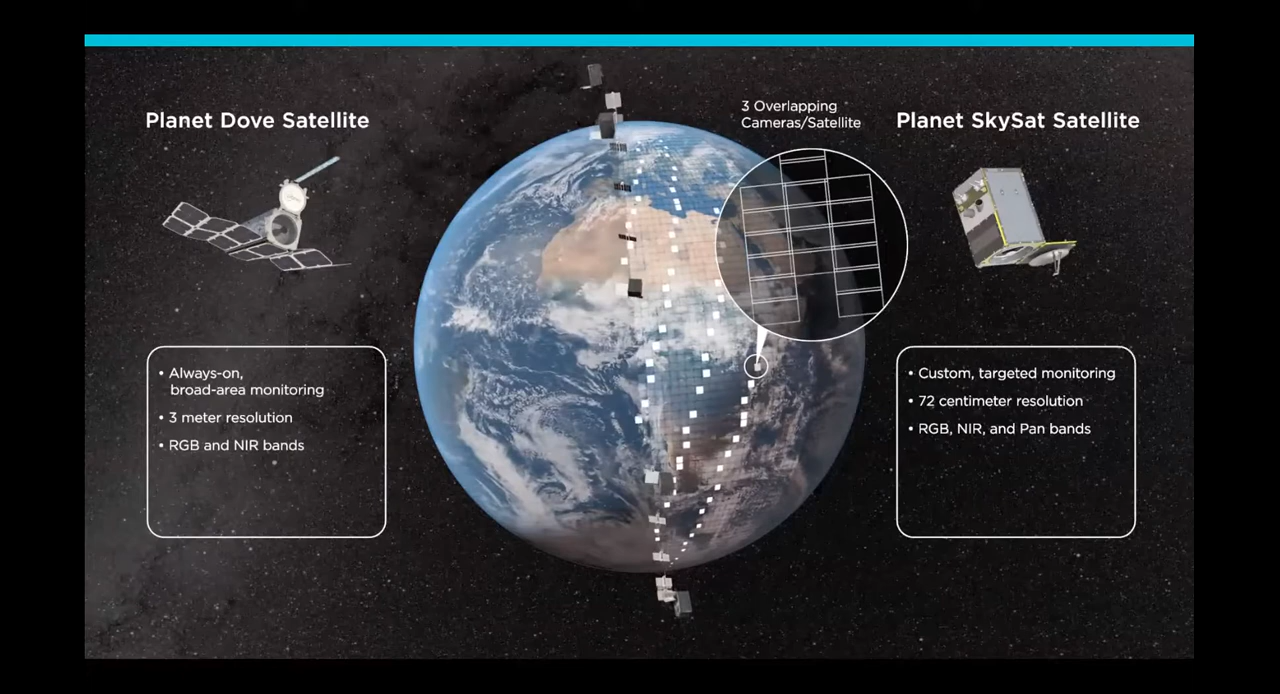 Planet Dove Satellite
• Always-on,
broad-area monitoring
• 3 meter resolution
• RGB and NIR bands
3 Overlapping
Cameras/Satellite
Planet SkySat Satellite
• Custom, targeted monitoring
• 72 centimeter resolution
• RGB, NIR, and Pan bands